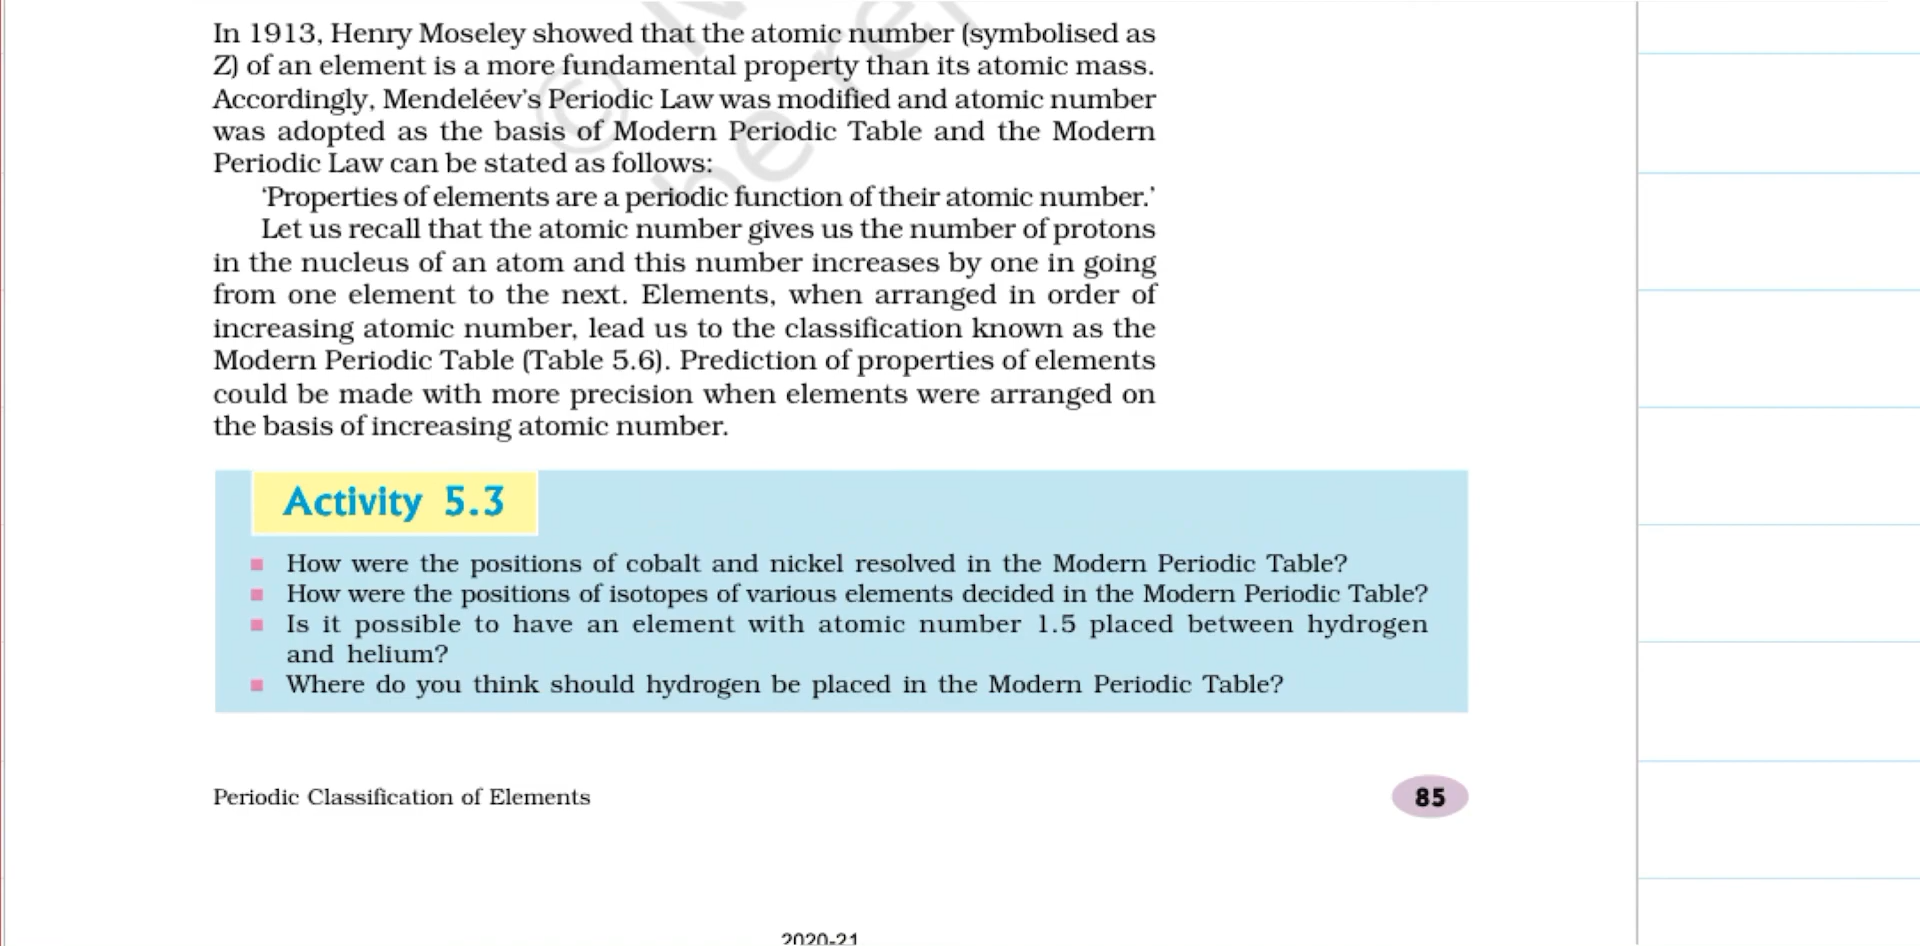 In 1913, Henry Moseley showed that the atomic number (symbolised as
Z) of an element is a more fundamental property than its atomic mass.
Accordingly, Mendeléev’s Periodic Law was modified and atomic number
was adopted as the basis of Modern Periodic Table and the Modern
Periodic Law can be stated as follows:
‘Properties of elements are a periodic function of their atomic number.’
Let us recall that the atomic number gives us the number of protons
in the nucleus of an atom and this number increases by one in going
from one element to the next. Elements, when arranged in order of
increasing atomic number, lead us to the classification known as the
Modern Periodic Table (Table 5.6). Prediction of properties of elements
could be made with more precision when elements were arranged on
the basis of increasing atomic number.
Activity 5.3
How were the positions of cobalt and nickel resolved in the Modern Periodic Table?
How were the positions of isotopes of various elements decided in the Modern Periodic Table?
Is it possible to have an element with atomic number 1.5 placed between hydrogen
and helium?
Where do you think should hydrogen be placed in the Modern Periodic Table?
Periodic Classification of Elements
85
2020-21